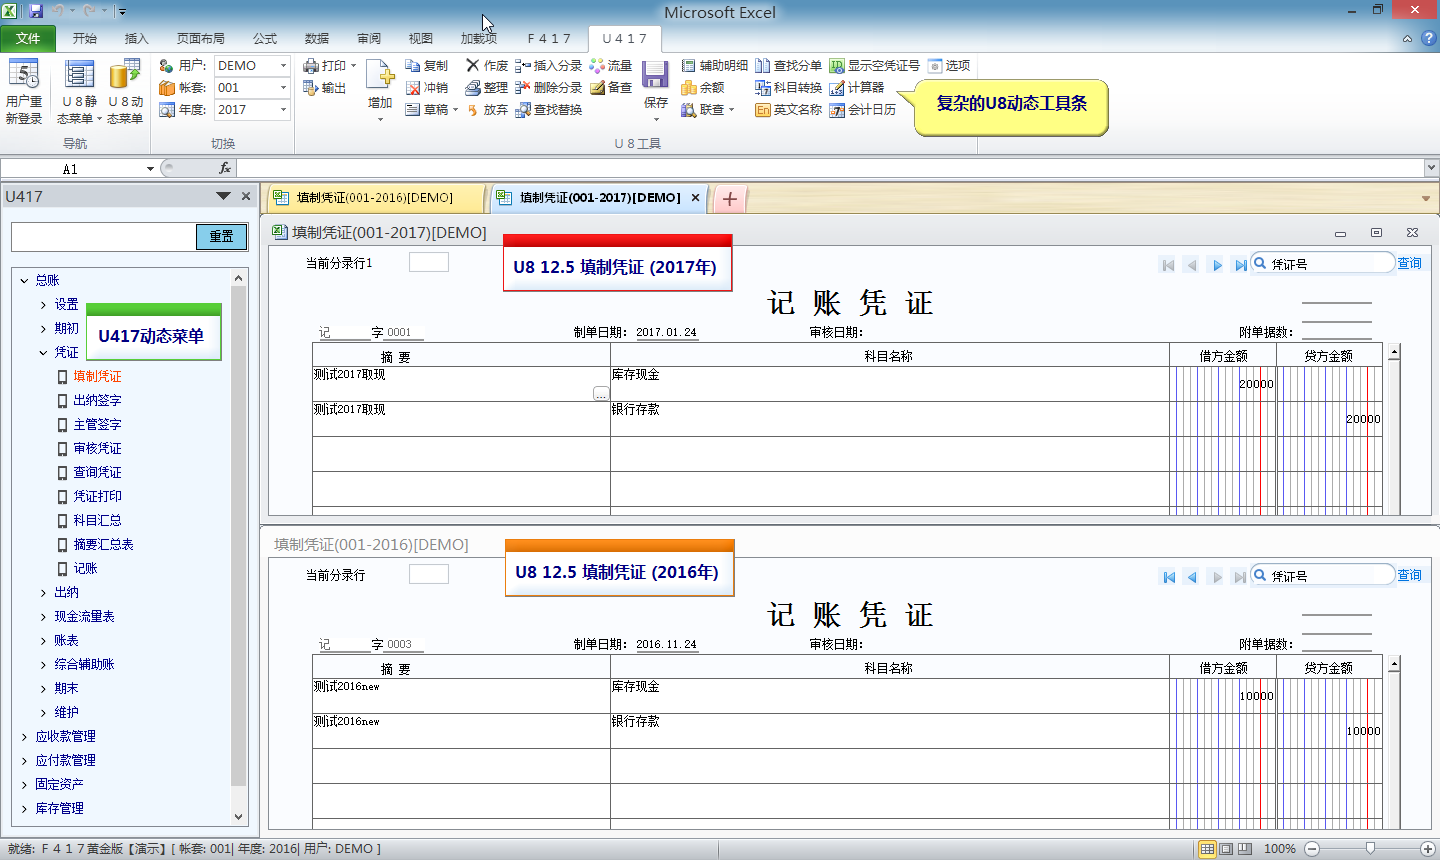 Microsoft Excel
文件 开始 插入 页面布局 公式 数据 审阅 视图 加载项 F417 U417
用户重新登录
U8静态菜单
U8动态菜单
导航
用户: DEMO
帐套: 001
年度: 2017
切换
打印
输出
增加
复制
冲销
草稿
作废
整理
放弃
插入分录
删除分录
查找替换
流量
备查
保存
辅助明细
余额
联查
查找分单
科目转换
英文名称
显示空凭证号
计算器
会计日历
选项
U8工具
复杂的U8动态工具条
A1
fx
U417
重置
总账
设置
期初
凭证
填制凭证
出纳签字
主管签字
审核凭证
查询凭证
凭证打印
科目汇总
摘要汇总表
记账
出纳
现金流量表
账表
综合辅助账
期末
维护
应收款管理
应付款管理
固定资产
库存管理
U417动态菜单
填制凭证(001-2016)[DEMO]
填制凭证(001-2017)[DEMO]
填制凭证(001-2017)[DEMO]
U8 12.5 填制凭证 (2017年)
当前分录行1
凭证号 查询
记 账 凭 证
记 字 0001 制单日期: 2017.01.24 审核日期: 附单据数:
摘 要 科目名称 借方金额 贷方金额
测试2017取现 库存现金 20000
...
测试2017取现 银行存款 20000
填制凭证(001-2016)[DEMO]
U8 12.5 填制凭证 (2016年)
当前分录行
凭证号 查询
记 账 凭 证
记 字 0003 制单日期: 2016.11.24 审核日期: 附单据数:
摘 要 科目名称 借方金额 贷方金额
测试2016new 库存现金 10000
测试2016new 银行存款 10000
就绪: F417黄金版【演示】[ 帐套: 001| 年度: 2016| 用户: DEMO ]
100%